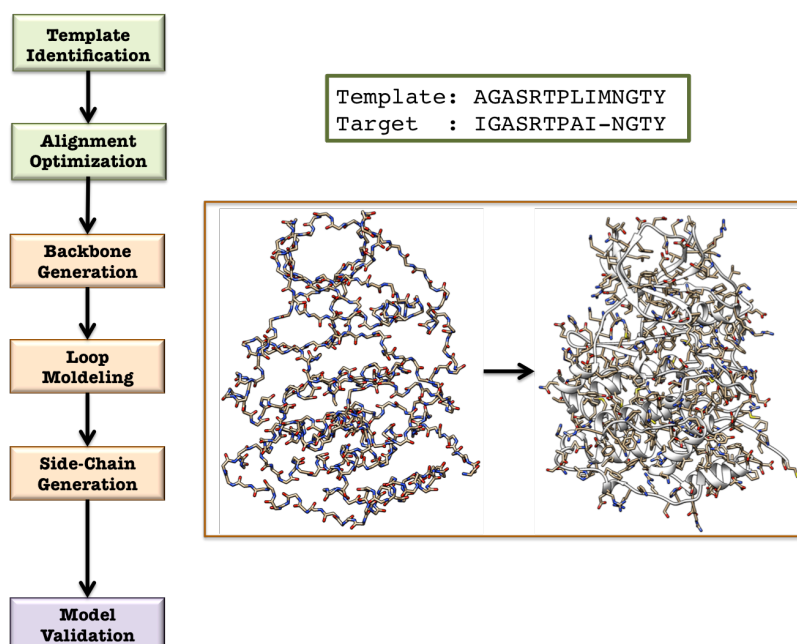 Template
Identification
Alignment
Optimization
Backbone
Generation
Loop
Moldeling
Side-Chain
Generation
Model
Validation
Template: AGASRTPLIMNGTY
Target  : IGASRTPAI-NGTY